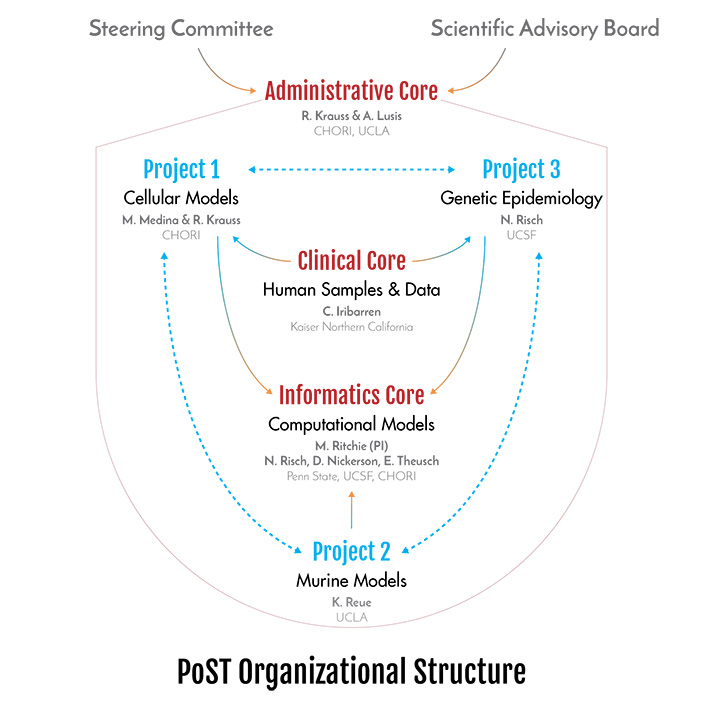 Steering Committee
Scientific Advisory Board
Administrative Core
R. Krauss & A. Lusis
CHORI, UCLA
Project 1
Cellular Models
M. Medina & R. Krauss
CHORI
Project 3
Genetic Epidemiology
N. Risch
UCSF
Clinical Core
Human Samples & Data
C. Iribarren
Kaiser Northern California
Informatics Core
Computational Models
M. Ritchie (PI)
N. Risch, D. Nickerson, E. Theusch
Penn State, UCSF, CHORI
Project 2
Murine Models
K. Reue
UCLA
PoST Organizational Structure